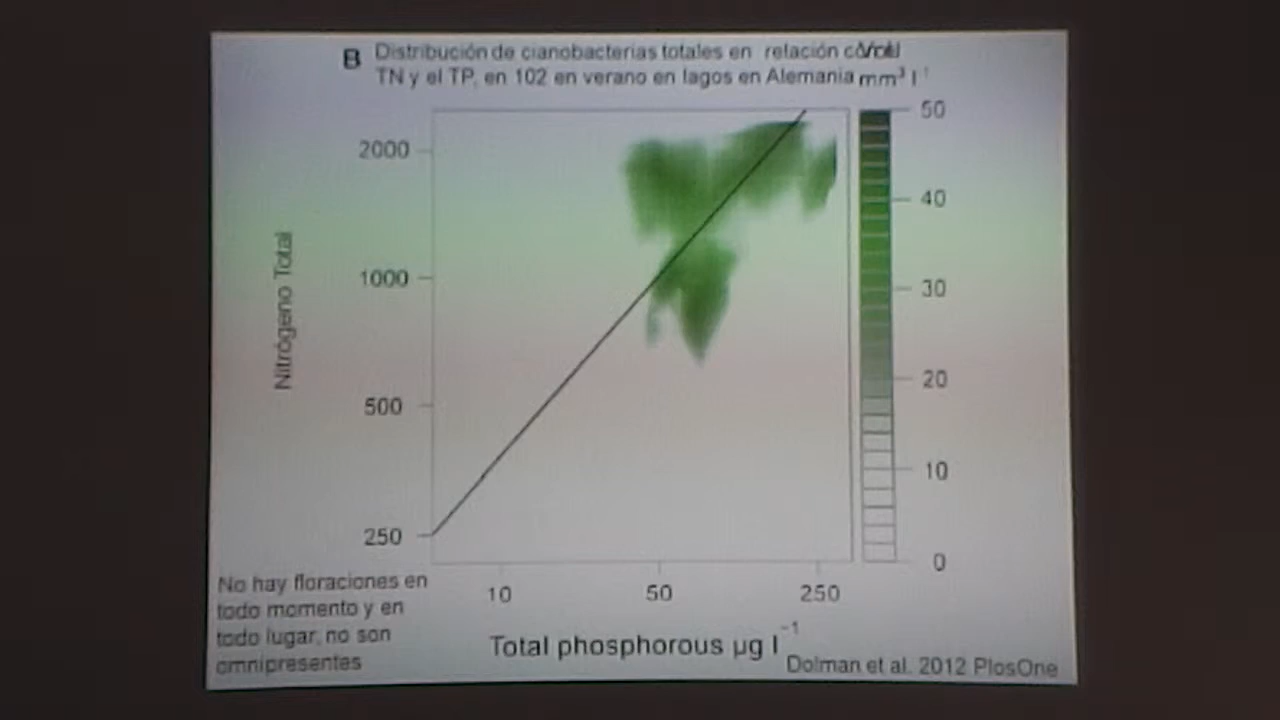 B Distribución de cianobacterias totales en relación con el
TN y el TP, en 102 en verano en lagos en Alemania mm³ l⁻¹
50
2000
40
1000
30
Nitrógeno Total
20
500
10
250
0
10 50 250
No hay floraciones en
todo momento y en
todo lugar, no son
omnipresentes
Total phosphorous µg l⁻¹
Dolman et al. 2012 PlosOne